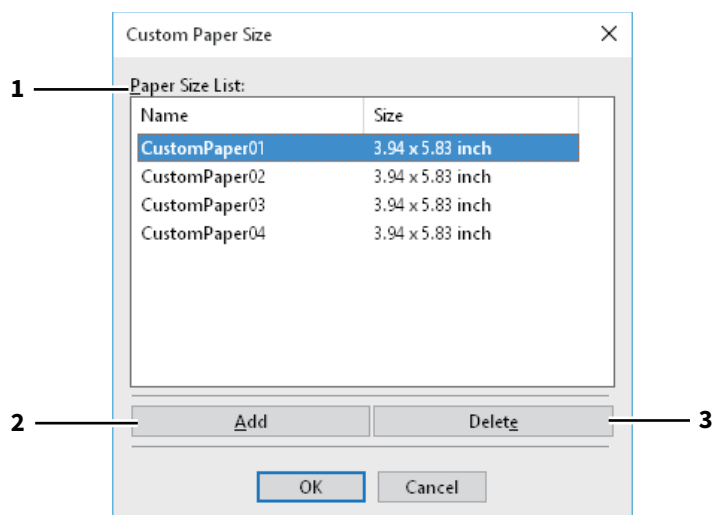 Custom Paper Size
1
Paper Size List:
Name Size
CustomPaper01 3.94 x 5.83 inch
CustomPaper02 3.94 x 5.83 inch
CustomPaper03 3.94 x 5.83 inch
CustomPaper04 3.94 x 5.83 inch
2 Add Delete 3
OK Cancel